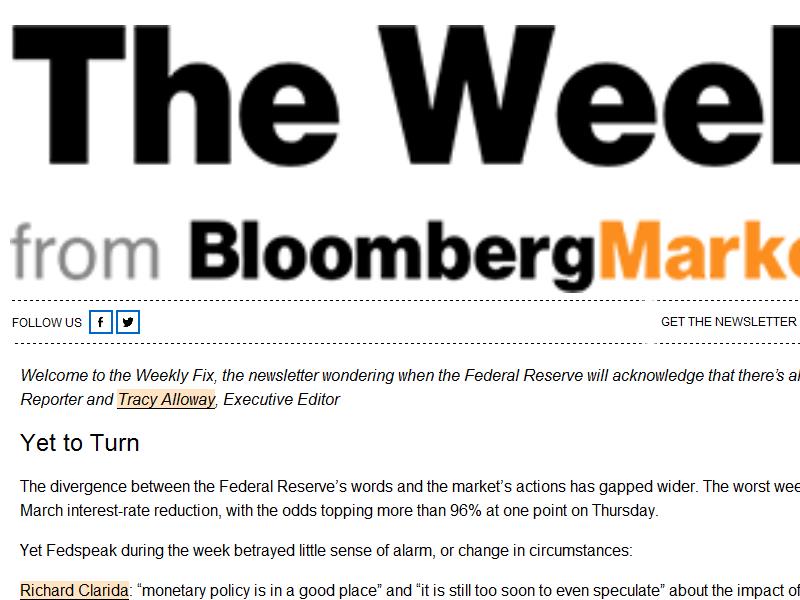 The Week
from BloombergMarke
FOLLOW US
GET THE NEWSLETTER
Welcome to the Weekly Fix, the newsletter wondering when the Federal Reserve will acknowledge that there’s al
Reporter and Tracy Alloway, Executive Editor
Yet to Turn
The divergence between the Federal Reserve’s words and the market’s actions has gapped wider. The worst wee
March interest-rate reduction, with the odds topping more than 96% at one point on Thursday.
Yet Fedspeak during the week betrayed little sense of alarm, or change in circumstances:
Richard Clarida: “monetary policy is in a good place” and “it is still too soon to even speculate” about the impact of